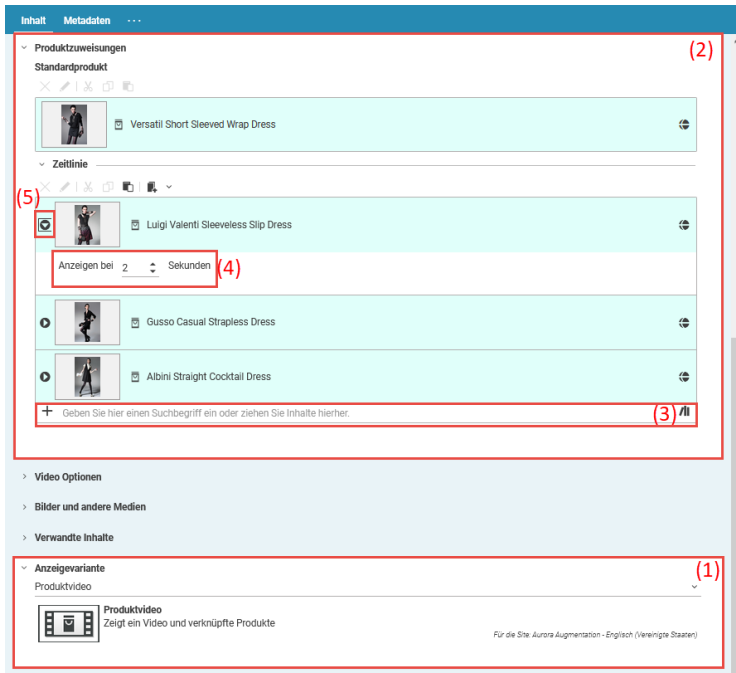 Inhalt Metadaten ···
Produktzuweisungen (2)
Standardprodukt
Versatil Short Sleeved Wrap Dress
Zeitlinie
(5)
Luigi Valenti Sleeveless Slip Dress
Anzeigen bei 2 Sekunden (4)
Gusso Casual Strapless Dress
Albini Straight Cocktail Dress
Geben Sie hier einen Suchbegriff ein oder ziehen Sie Inhalte hierher. (3)
Video Optionen
Bilder und andere Medien
Verwandte Inhalte
Anzeigevariante (1)
Produktvideo
Produktvideo
Zeigt ein Video und verknüpfte Produkte
Für die Site: Aurora Augmentation - Englisch (Vereinigte Staaten)